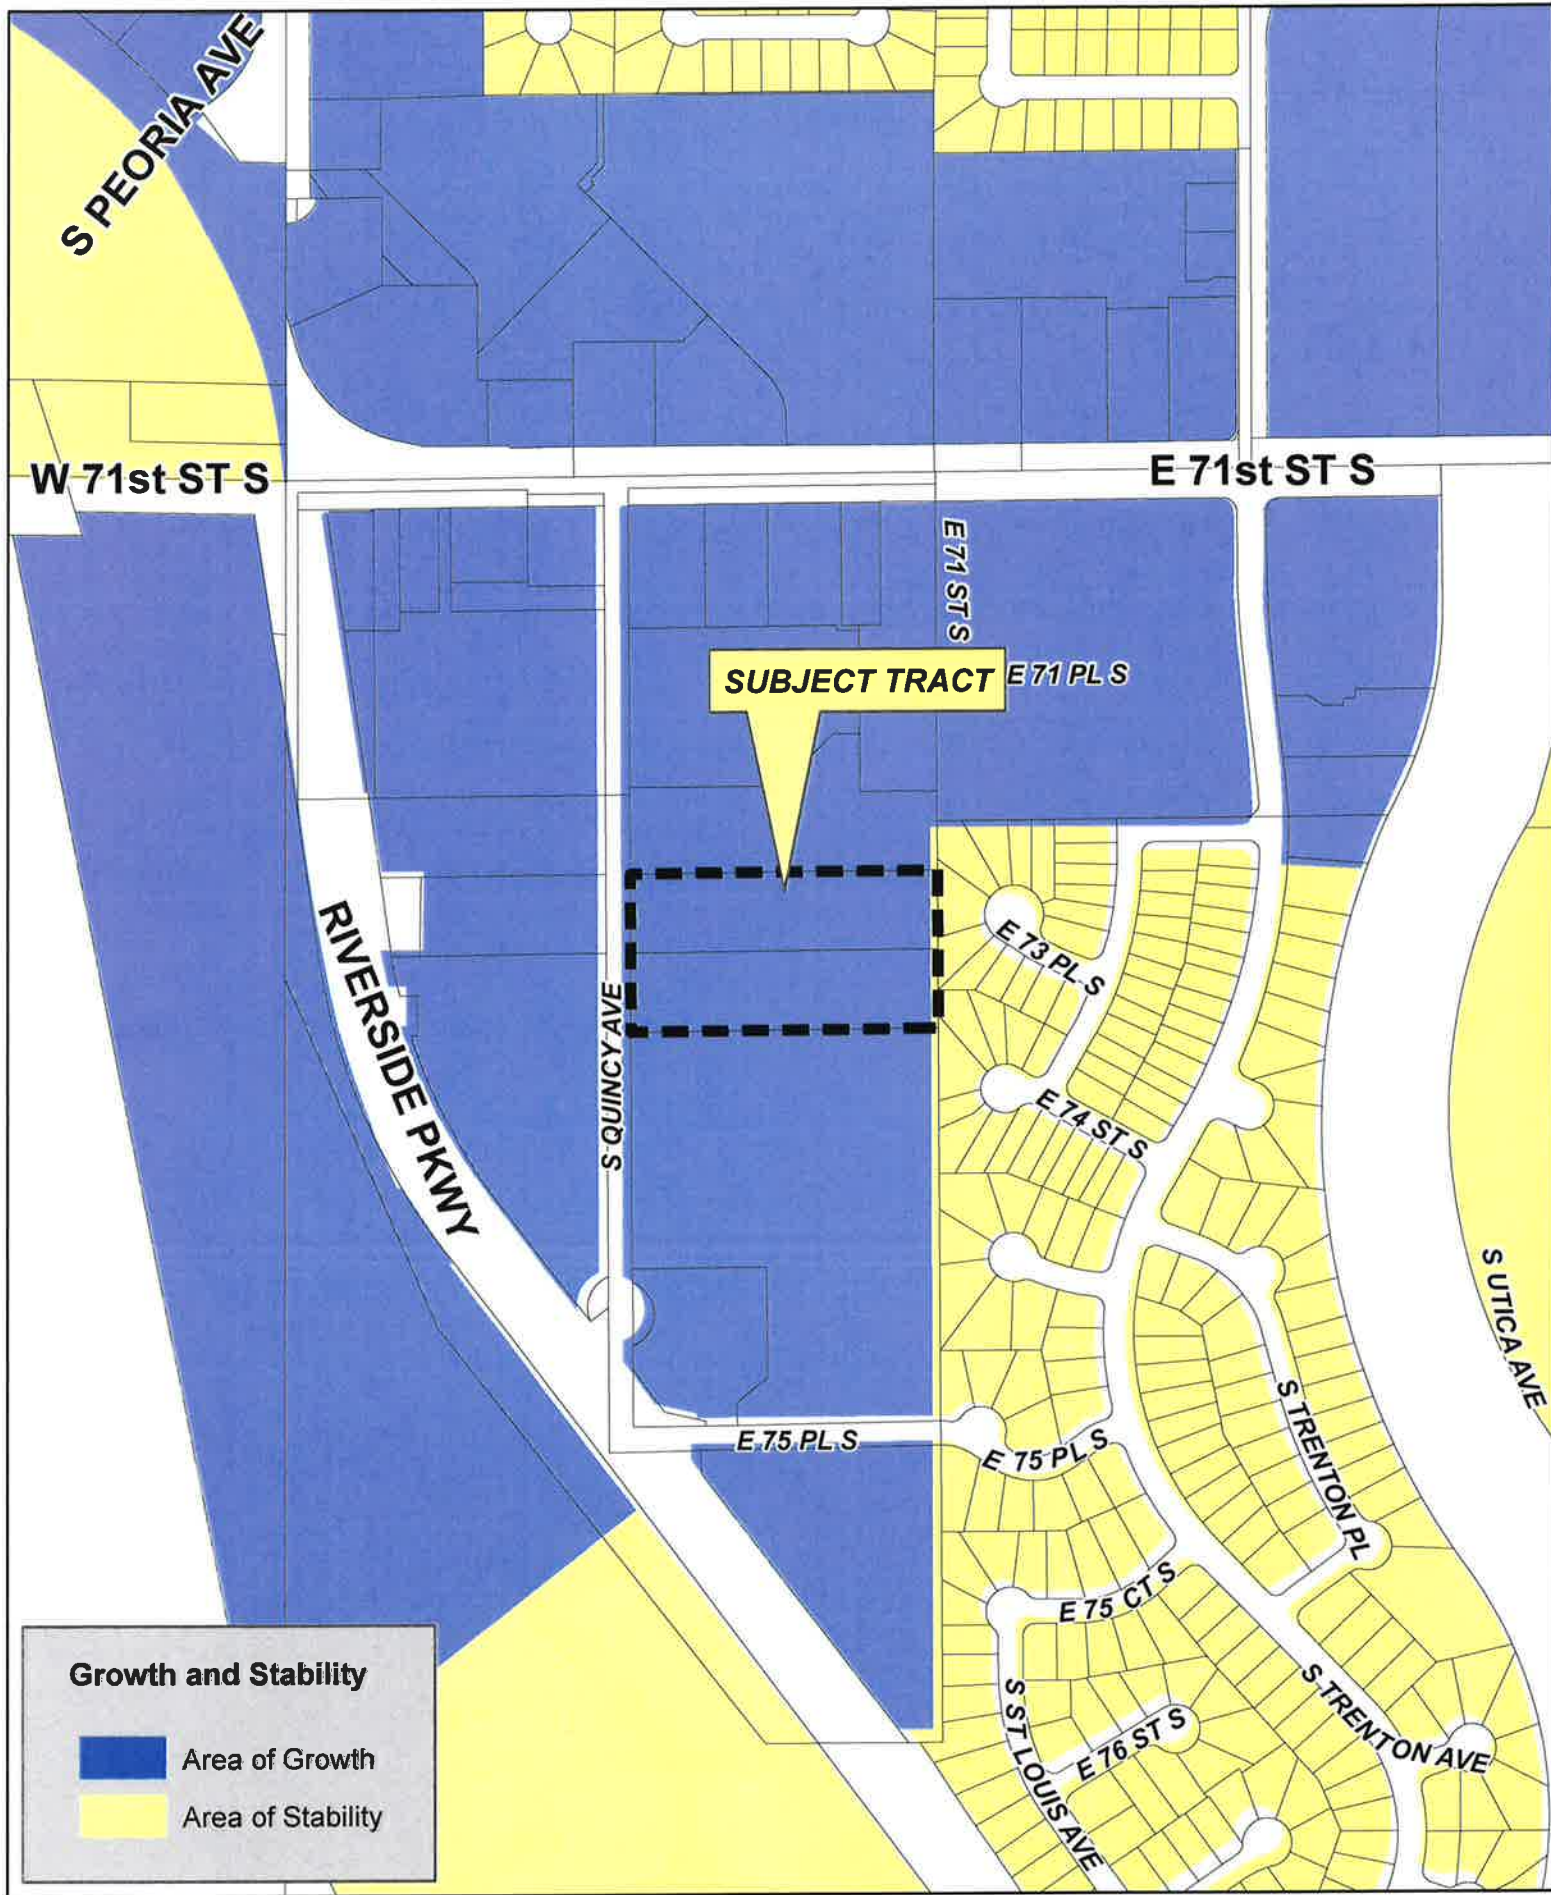 S PEORIA AVE
W 71st ST S
E 71st ST S
E 71 ST S
SUBJECT TRACT
E 71 PL S
RIVERSIDE PKWY
S QUINCY AVE
E 73 PL S
E 74 ST S
S UTICA AVE
S TRENTON PL
E 75 PL S
E 75 PL S
E 75 CT S
S ST. LOUIS AVE
E 76 ST S
S TRENTON AVE
Growth and Stability
Area of Growth
Area of Stability